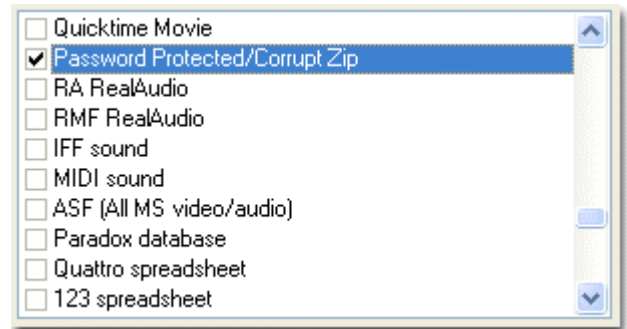 Quicktime Movie
Password Protected/Corrupt Zip
RA RealAudio
RMF RealAudio
IFF sound
MIDI sound
ASF (All MS video/audio)
Paradox database
Quattro spreadsheet
123 spreadsheet